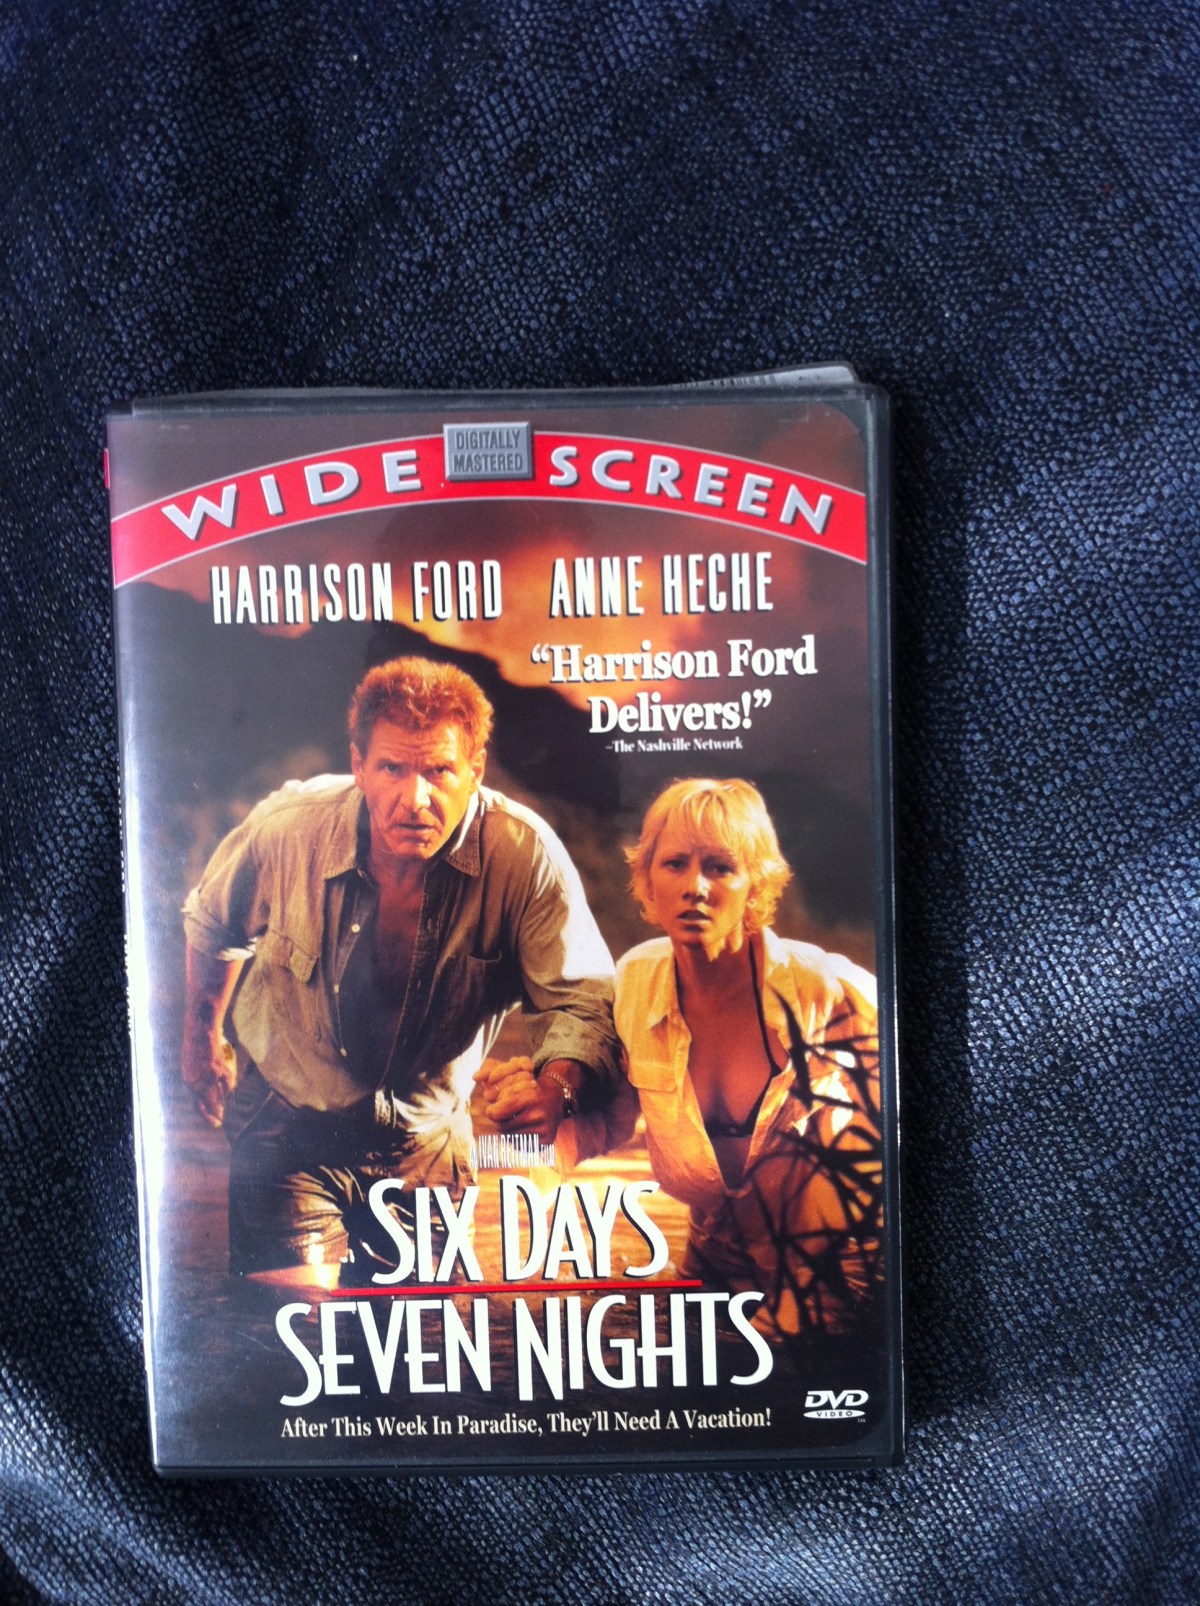 DIGITALLY
MASTERED
WIDE SCREEN
HARRISON FORD ANNE HECHE
“Harrison Ford
Delivers!”
–The Nashville Network
AN IVAN REITMAN FILM
SIX DAYS
SEVEN NIGHTS
After This Week In Paradise, They’ll Need A Vacation!
DVD
VIDEO
TM